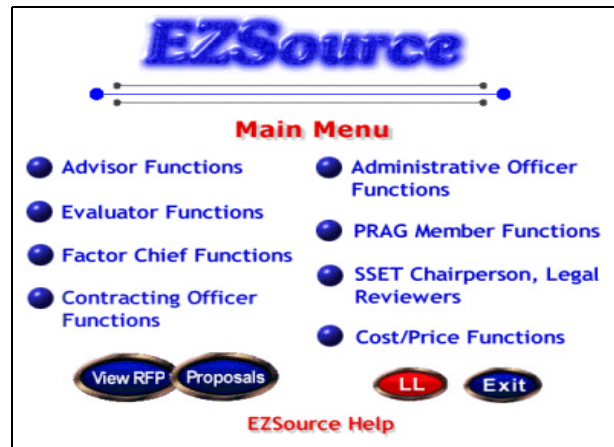 EZSource
Main Menu
Advisor Functions
Evaluator Functions
Factor Chief Functions
Contracting Officer
Functions
Administrative Officer
Functions
PRAG Member Functions
SSET Chairperson, Legal
Reviewers
Cost/Price Functions
View RFP Proposals LL Exit
EZSource Help